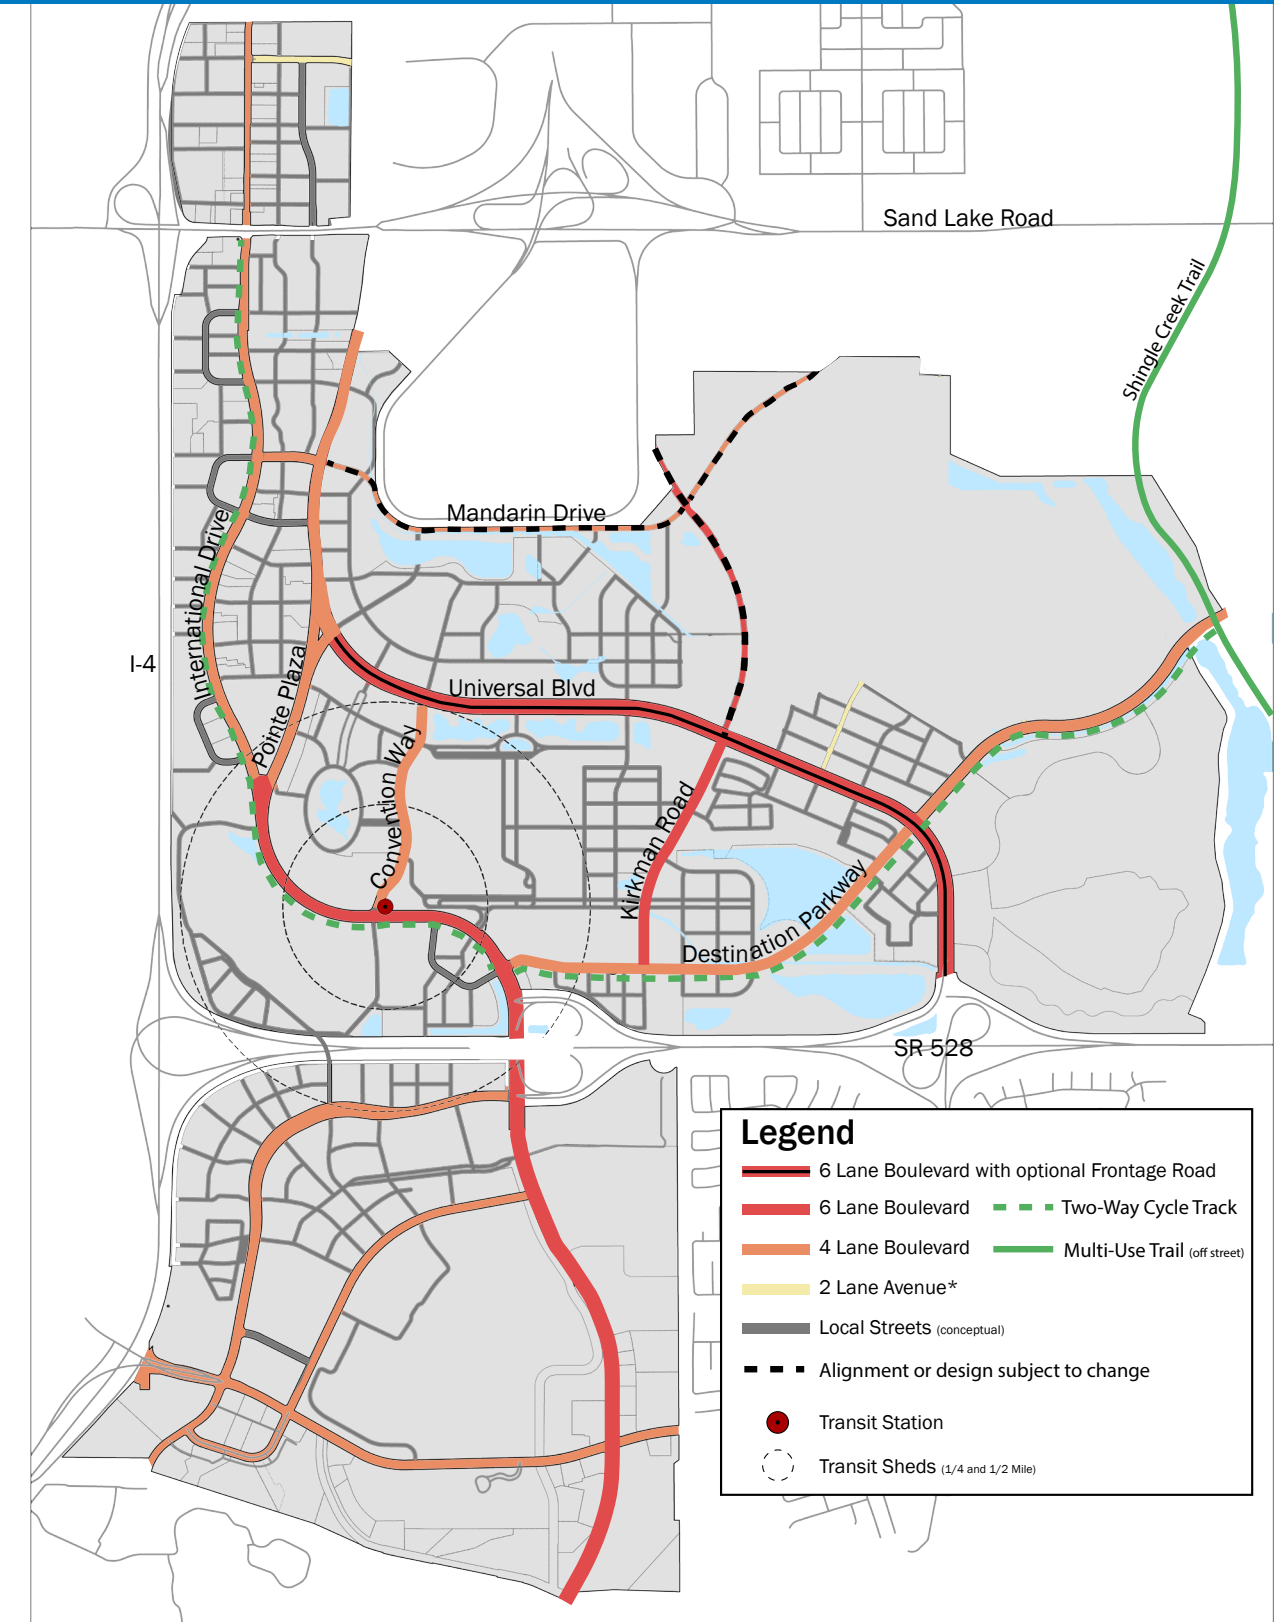 Sand Lake Road
Shingle Creek Trail
Mandarin Drive
International Drive
I-4
Pointe Plaza
Universal Blvd
Convention Way
Kirkman Road
Destination Parkway
SR 528
Legend
6 Lane Boulevard with optional Frontage Road
6 Lane Boulevard
Two-Way Cycle Track
4 Lane Boulevard
Multi-Use Trail (off street)
2 Lane Avenue*
Local Streets (conceptual)
Alignment or design subject to change
Transit Station
Transit Sheds (1/4 and 1/2 Mile)